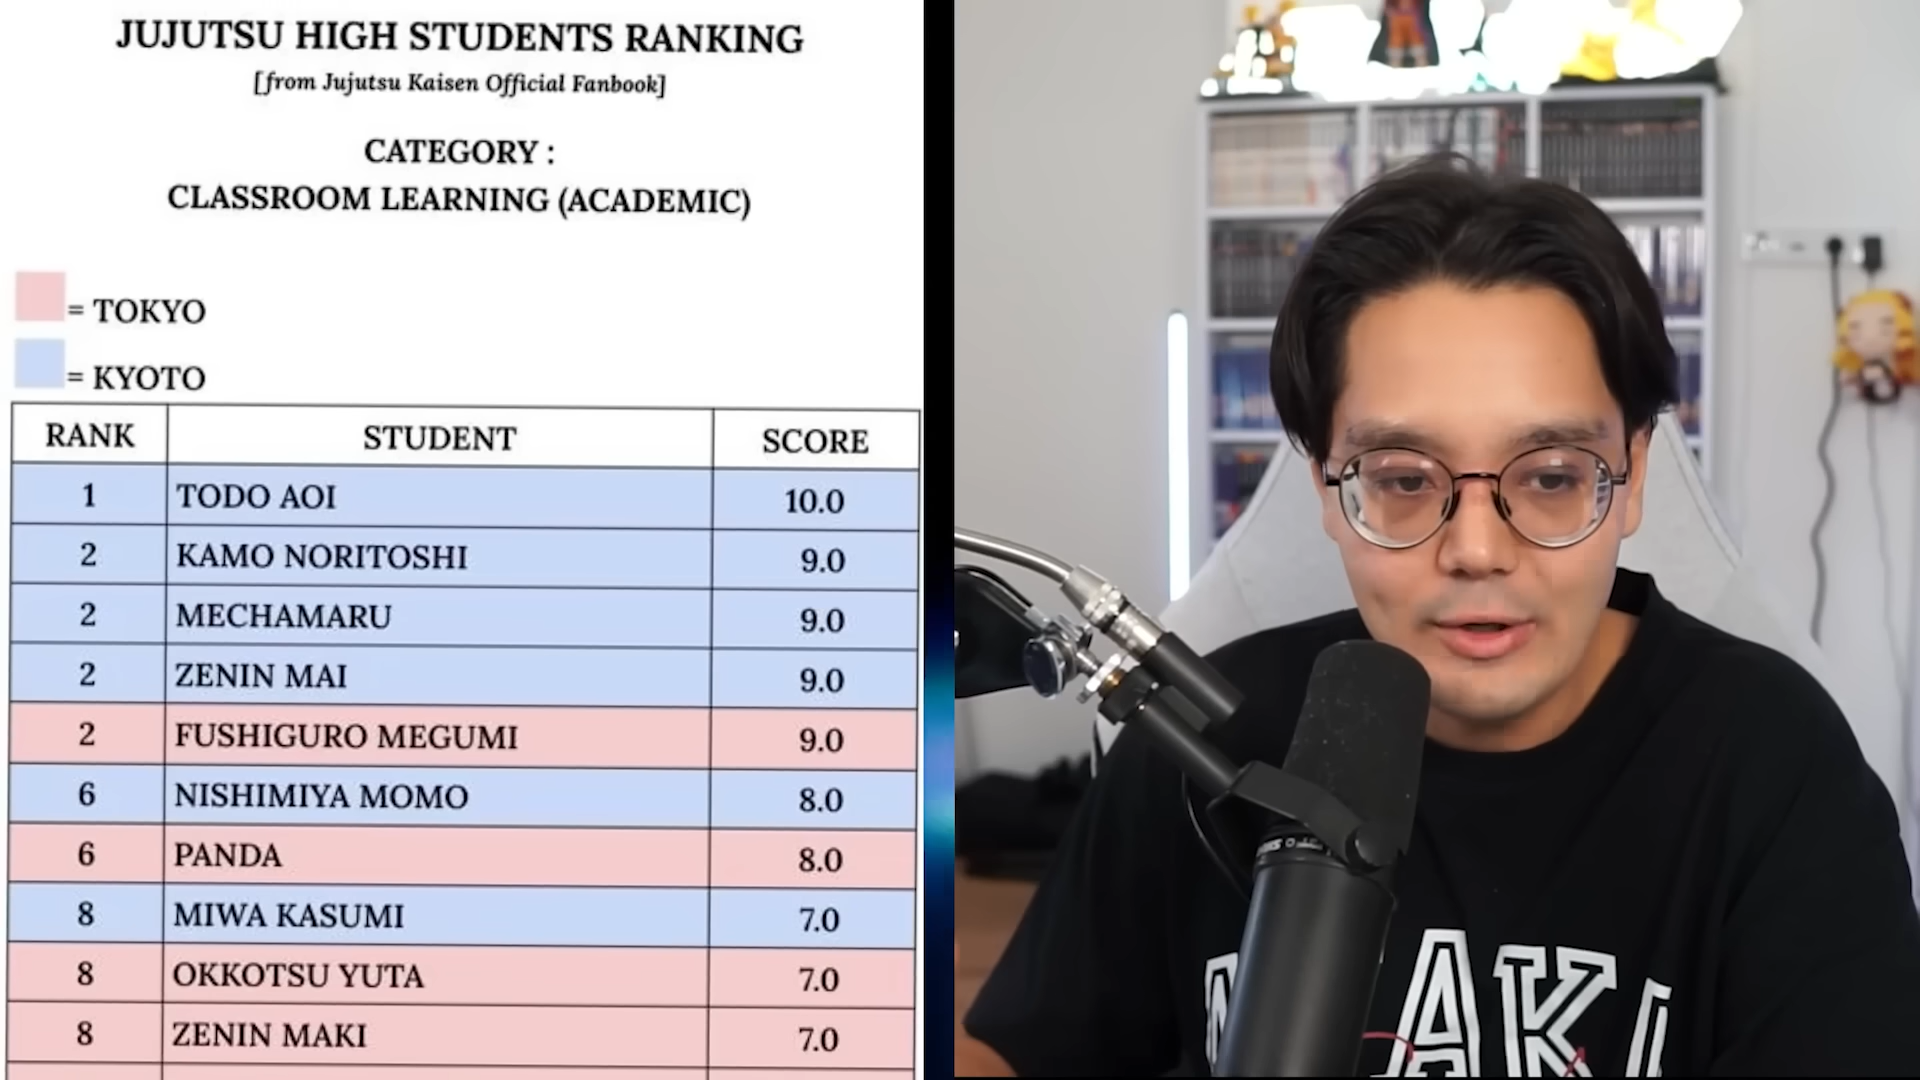 JUJUTSU HIGH STUDENTS RANKING
[from Jujutsu Kaisen Official Fanbook]
CATEGORY :
CLASSROOM LEARNING (ACADEMIC)
= TOKYO
= KYOTO
RANK STUDENT SCORE
1 TODO AOI 10.0
2 KAMO NORITOSHI 9.0
2 MECHAMARU 9.0
2 ZENIN MAI 9.0
2 FUSHIGURO MEGUMI 9.0
6 NISHIMIYA MOMO 8.0
6 PANDA 8.0
8 MIWA KASUMI 7.0
8 OKKOTSU YUTA 7.0
8 ZENIN MAKI 7.0
AKI